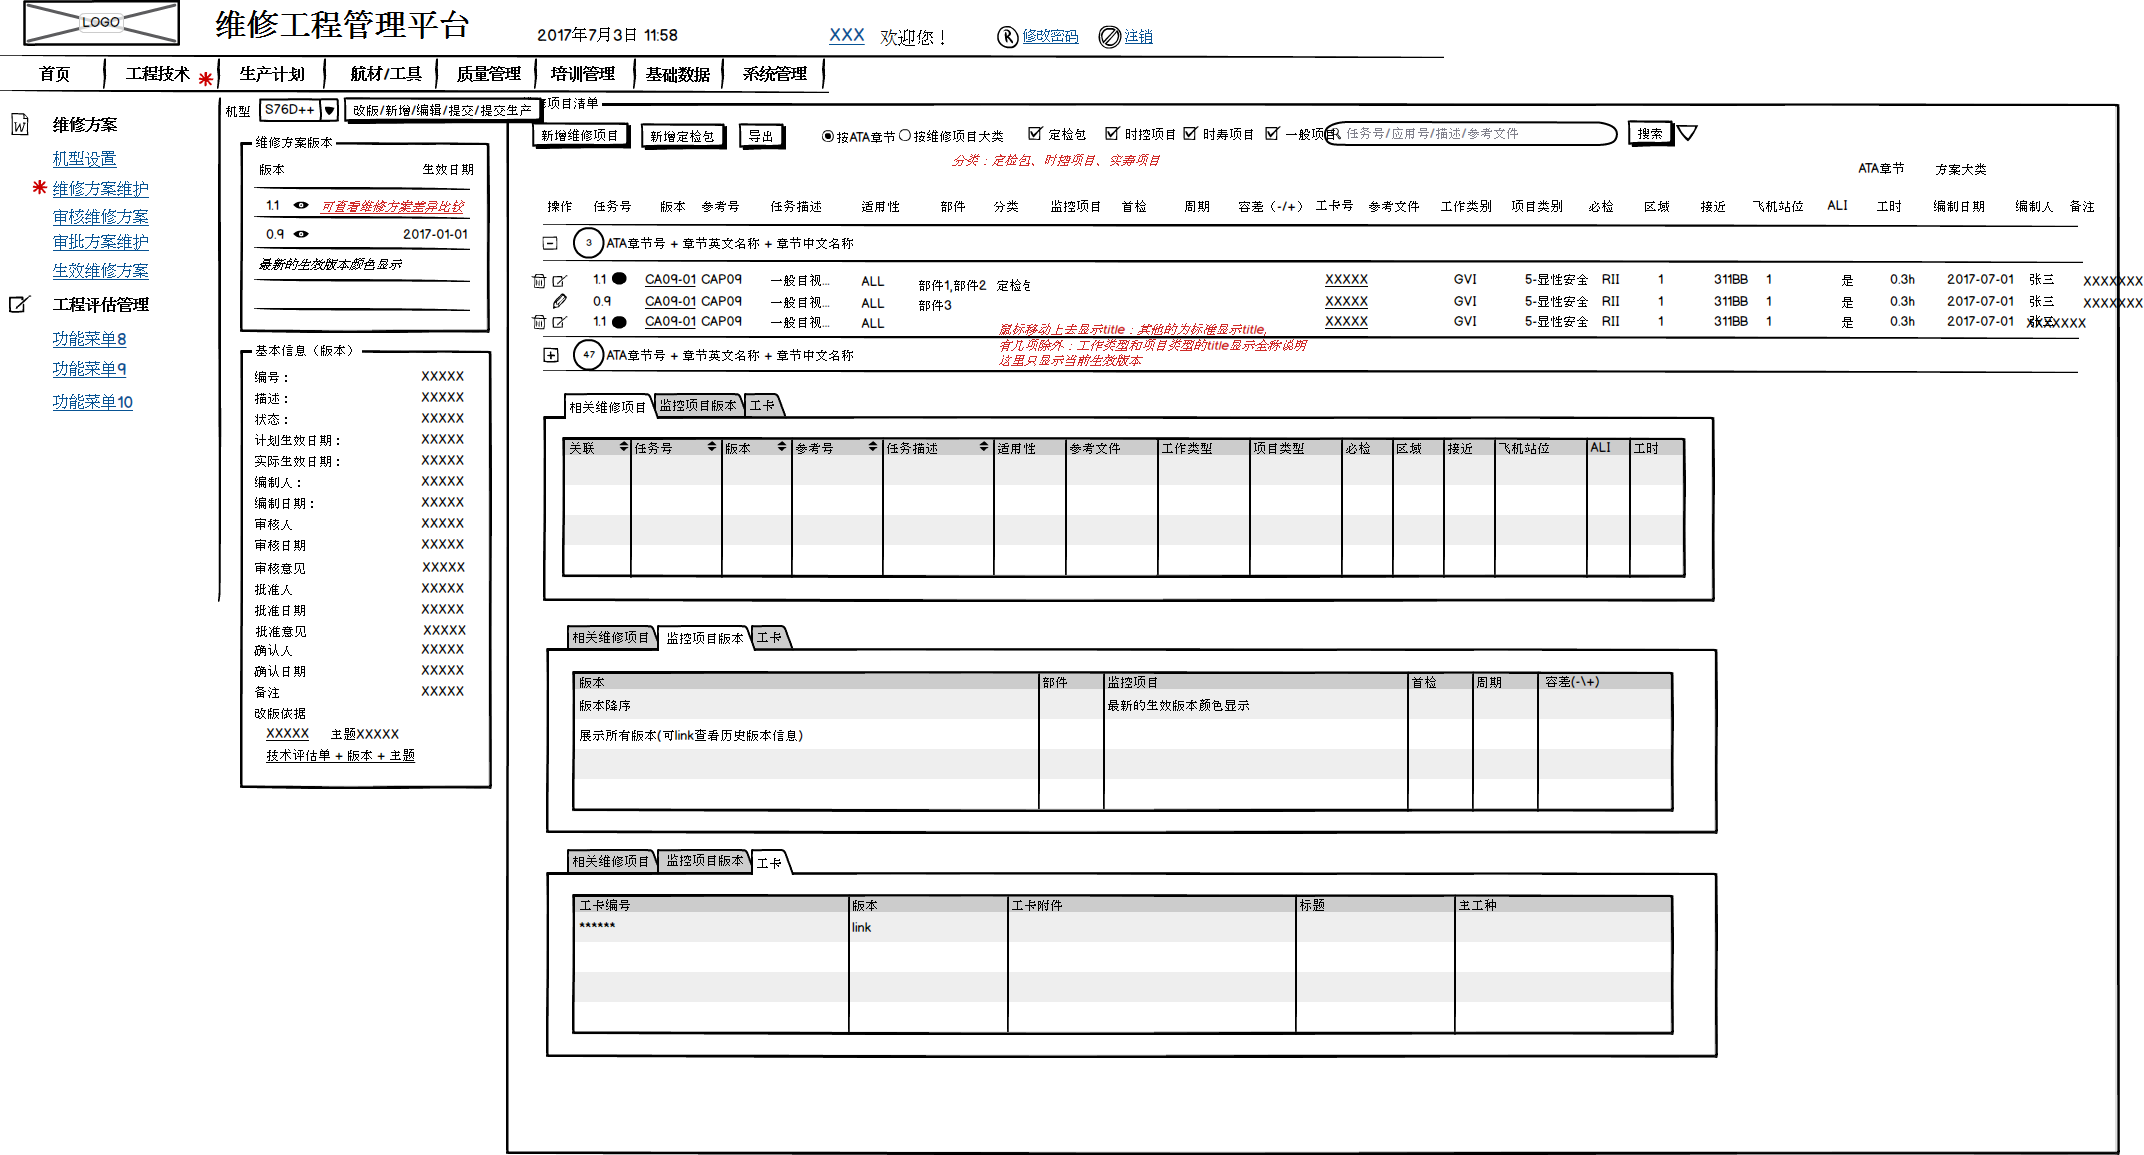 LOGO
维修工程管理平台
2017年7月3日 11:58
XXX 欢迎您！
修改密码
注销
首页 工程技术 生产计划 航材/工具 质量管理 培训管理 基础数据 系统管理
维修方案
机型设置
维修方案维护
审核维修方案
审批方案维护
生效维修方案
工程评估管理
功能菜单8
功能菜单9
功能菜单10
机型 S76D++ 改版/新增/编辑/提交/提交生产
维修方案版本
版本 生效日期
1.1 可查看维修方案差异比较
0.9 2017-01-01
最新的生效版本颜色显示
基本信息（版本）
编号： XXXXX
描述： XXXXX
状态： XXXXX
计划生效日期： XXXXX
实际生效日期： XXXXX
编制人： XXXXX
编制日期： XXXXX
审核人 XXXXX
审核日期 XXXXX
审核意见 XXXXX
批准人 XXXXX
批准日期 XXXXX
批准意见 XXXXX
确认人 XXXXX
确认日期 XXXXX
备注 XXXXX
改版依据
XXXXX 主题XXXXX
技术评估单 + 版本 + 主题
项目清单
新增维修项目 新增定检包 导出 按ATA章节 按维修项目大类 定检包 时控项目 时寿项目 一般项目 任务号/应用号/描述/参考文件 搜索
分类：定检包、时控项目、实寿项目
ATA章节 方案大类
操作 任务号 版本 参考号 任务描述 适用性 部件 分类 监控项目 首检 周期 容差（-/+） 工卡号 参考文件 工作类别 项目类别 必检 区域 接近 飞机站位 ALI 工时 编制日期 编制人 备注
3 ATA章节号 + 章节英文名称 + 章节中文名称
1.1 CA09-01 CAP09 一般目视... ALL 部件1,部件2 定检包 XXXXX GVI 5-显性安全 RII 1 311BB 1 是 0.3h 2017-07-01 张三 XXXXXXX
0.9 CA09-01 CAP09 一般目视... ALL 部件3 XXXXX GVI 5-显性安全 RII 1 311BB 1 是 0.3h 2017-07-01 张三 XXXXXXX
1.1 CA09-01 CAP09 一般目视... ALL XXXXX GVI 5-显性安全 RII 1 311BB 1 是 0.3h 2017-07-01 张三 XXXXXXX
鼠标移动上去显示title：其他的为标准显示title,
有几项除外：工作类型和项目类型的title显示全称说明
这里只显示当前生效版本
47 ATA章节号 + 章节英文名称 + 章节中文名称
相关维修项目 监控项目版本 工卡
关联 任务号 版本 参考号 任务描述 适用性 参考文件 工作类型 项目类型 必检 区域 接近 飞机站位 ALI 工时
相关维修项目 监控项目版本 工卡
版本 部件 监控项目 首检 周期 容差(-\+)
版本降序 最新的生效版本颜色显示
展示所有版本(可link查看历史版本信息)
相关维修项目 监控项目版本 工卡
工卡编号 版本 工卡附件 标题 主工种
****** link